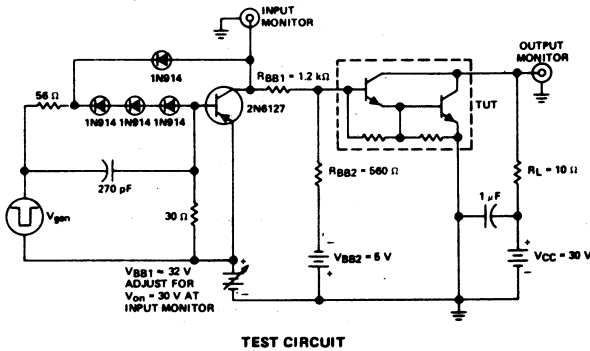 INPUT
MONITOR
OUTPUT
MONITOR
1N914
RBB1 = 1.2 kΩ
56 Ω
1N914 1N914 1N914
2N6127
TUT
270 pF
RBB2 = 560 Ω
RL = 10 Ω
1 µF
30 Ω
Vgen
+
-
+
VBB1 ≈ 32 V
ADJUST FOR
Von = 30 V AT
INPUT MONITOR
+
-
VBB2 = 5 V
VCC = 30 V
-
+
-
TEST CIRCUIT